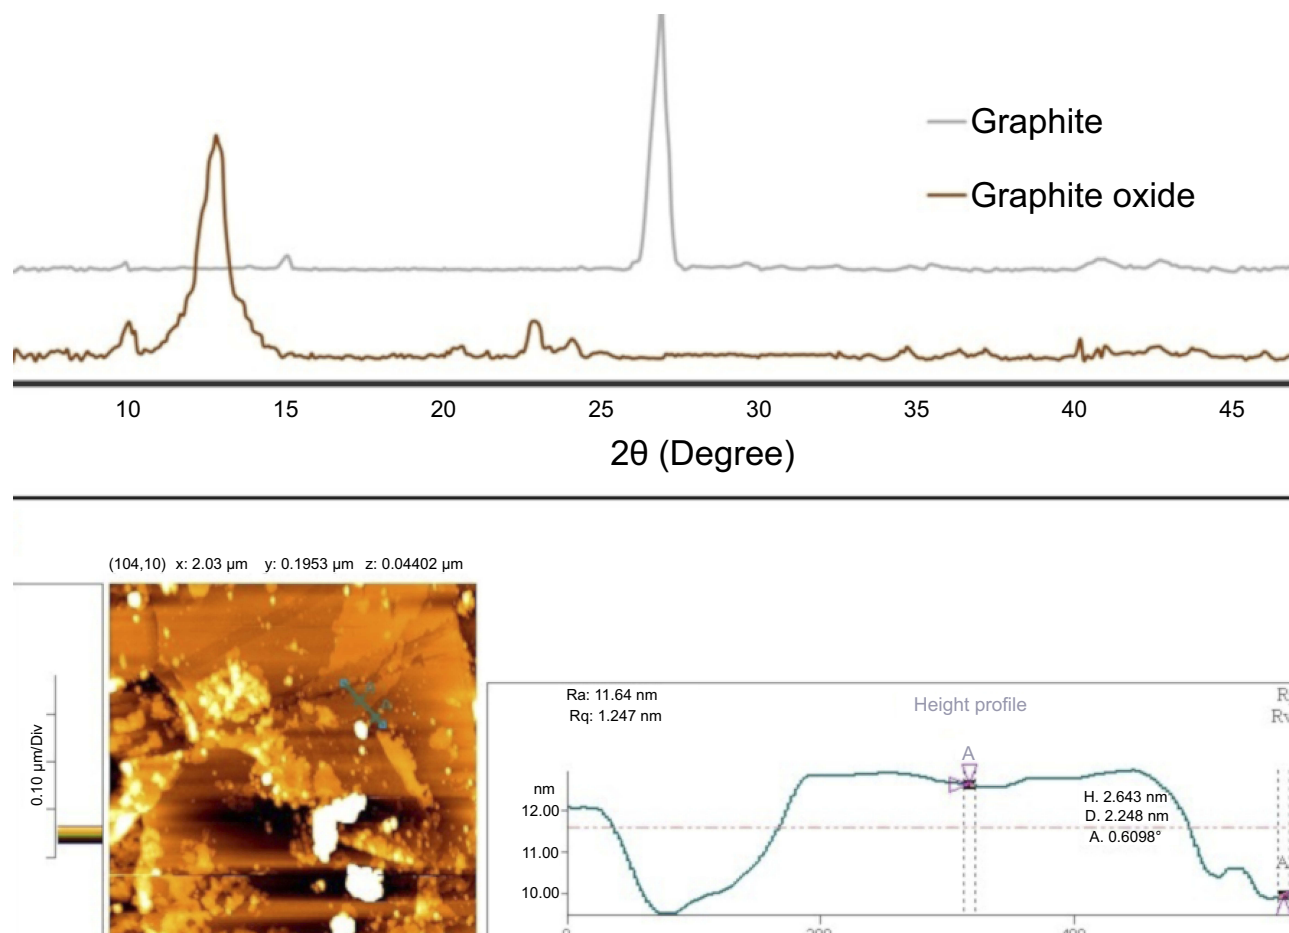 Graphite
Graphite oxide
10 15 20 25 30 35 40 45
2θ (Degree)
(104,10) x: 2.03 µm y: 0.1953 µm z: 0.04402 µm
0.10 µm/Div
Ra: 11.64 nm
Rq: 1.247 nm
Height profile
A
nm
12.00
11.00
10.00
H. 2.643 nm
D. 2.248 nm
A. 0.6098°
A